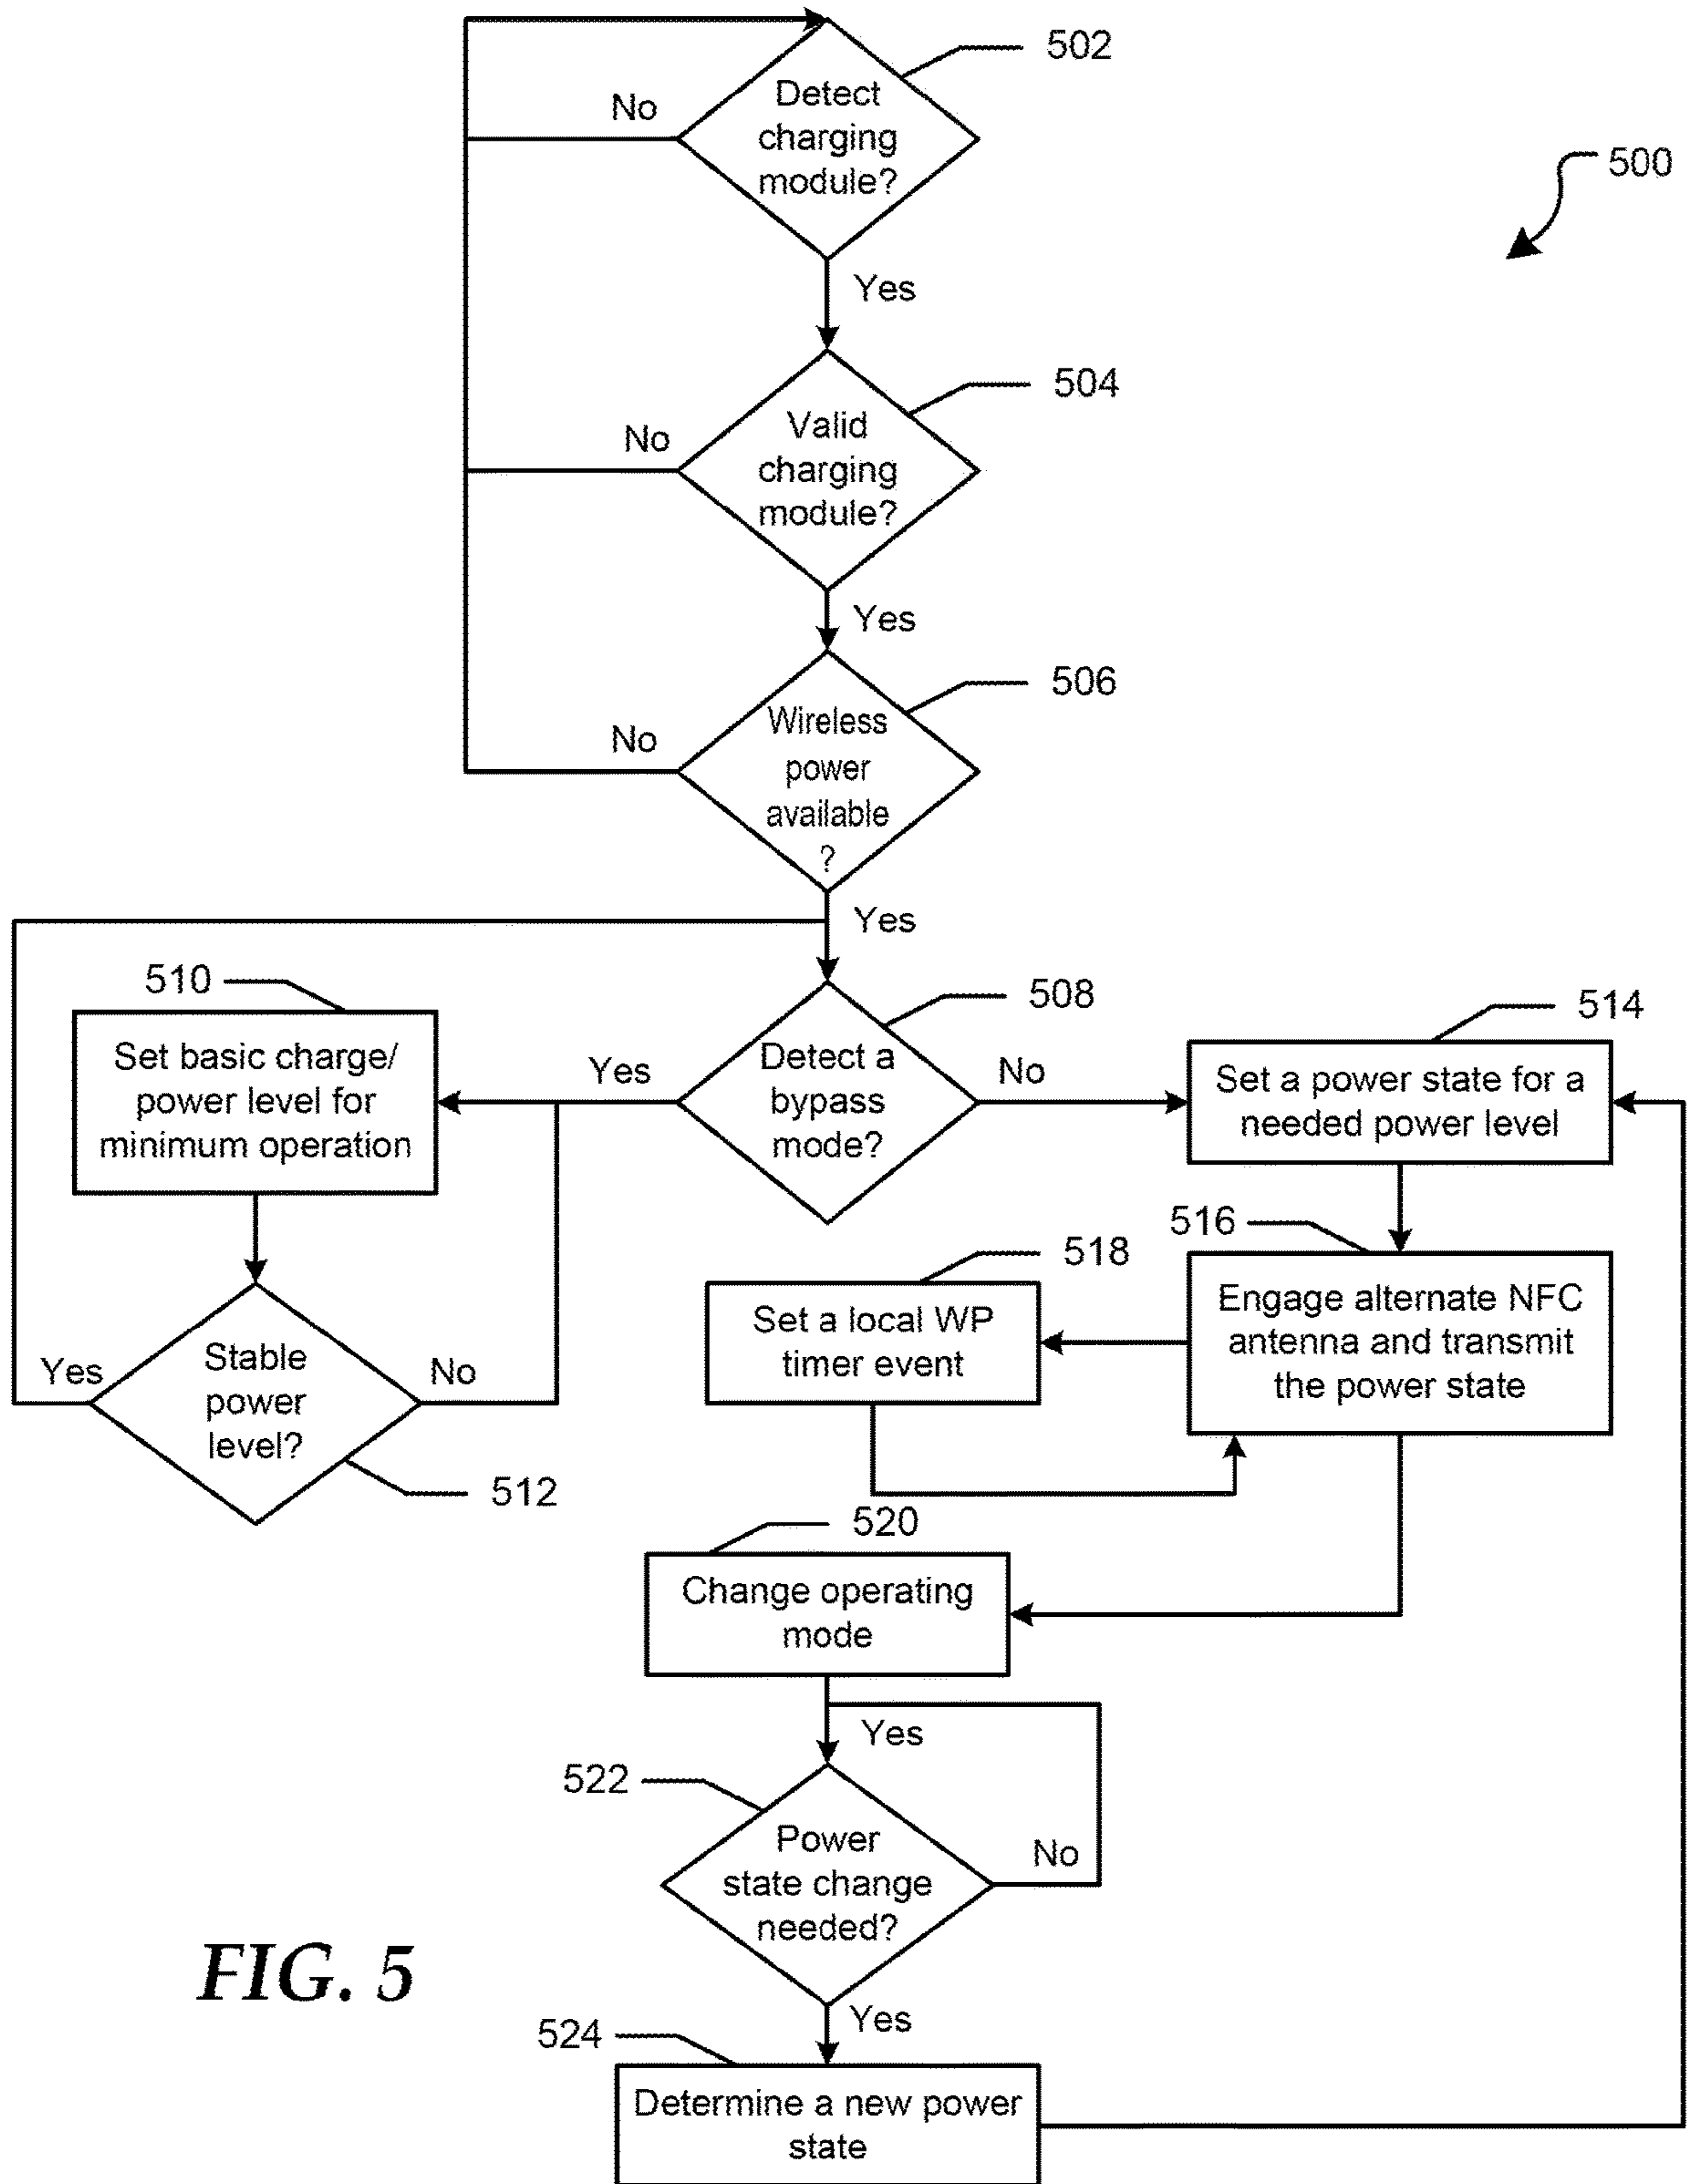 502
Detect
charging
module?
No
500
Yes
504
Valid
charging
module?
No
Yes
506
Wireless
power
available
?
No
Yes
508
Detect a
bypass
mode?
Yes
No
510
Set basic charge/
power level for
minimum operation
Stable
power
level?
Yes
No
512
514
Set a power state for a
needed power level
516
Engage alternate NFC
antenna and transmit
the power state
518
Set a local WP
timer event
520
Change operating
mode
Yes
522
Power
state change
needed?
No
Yes
524
Determine a new power
state
FIG. 5